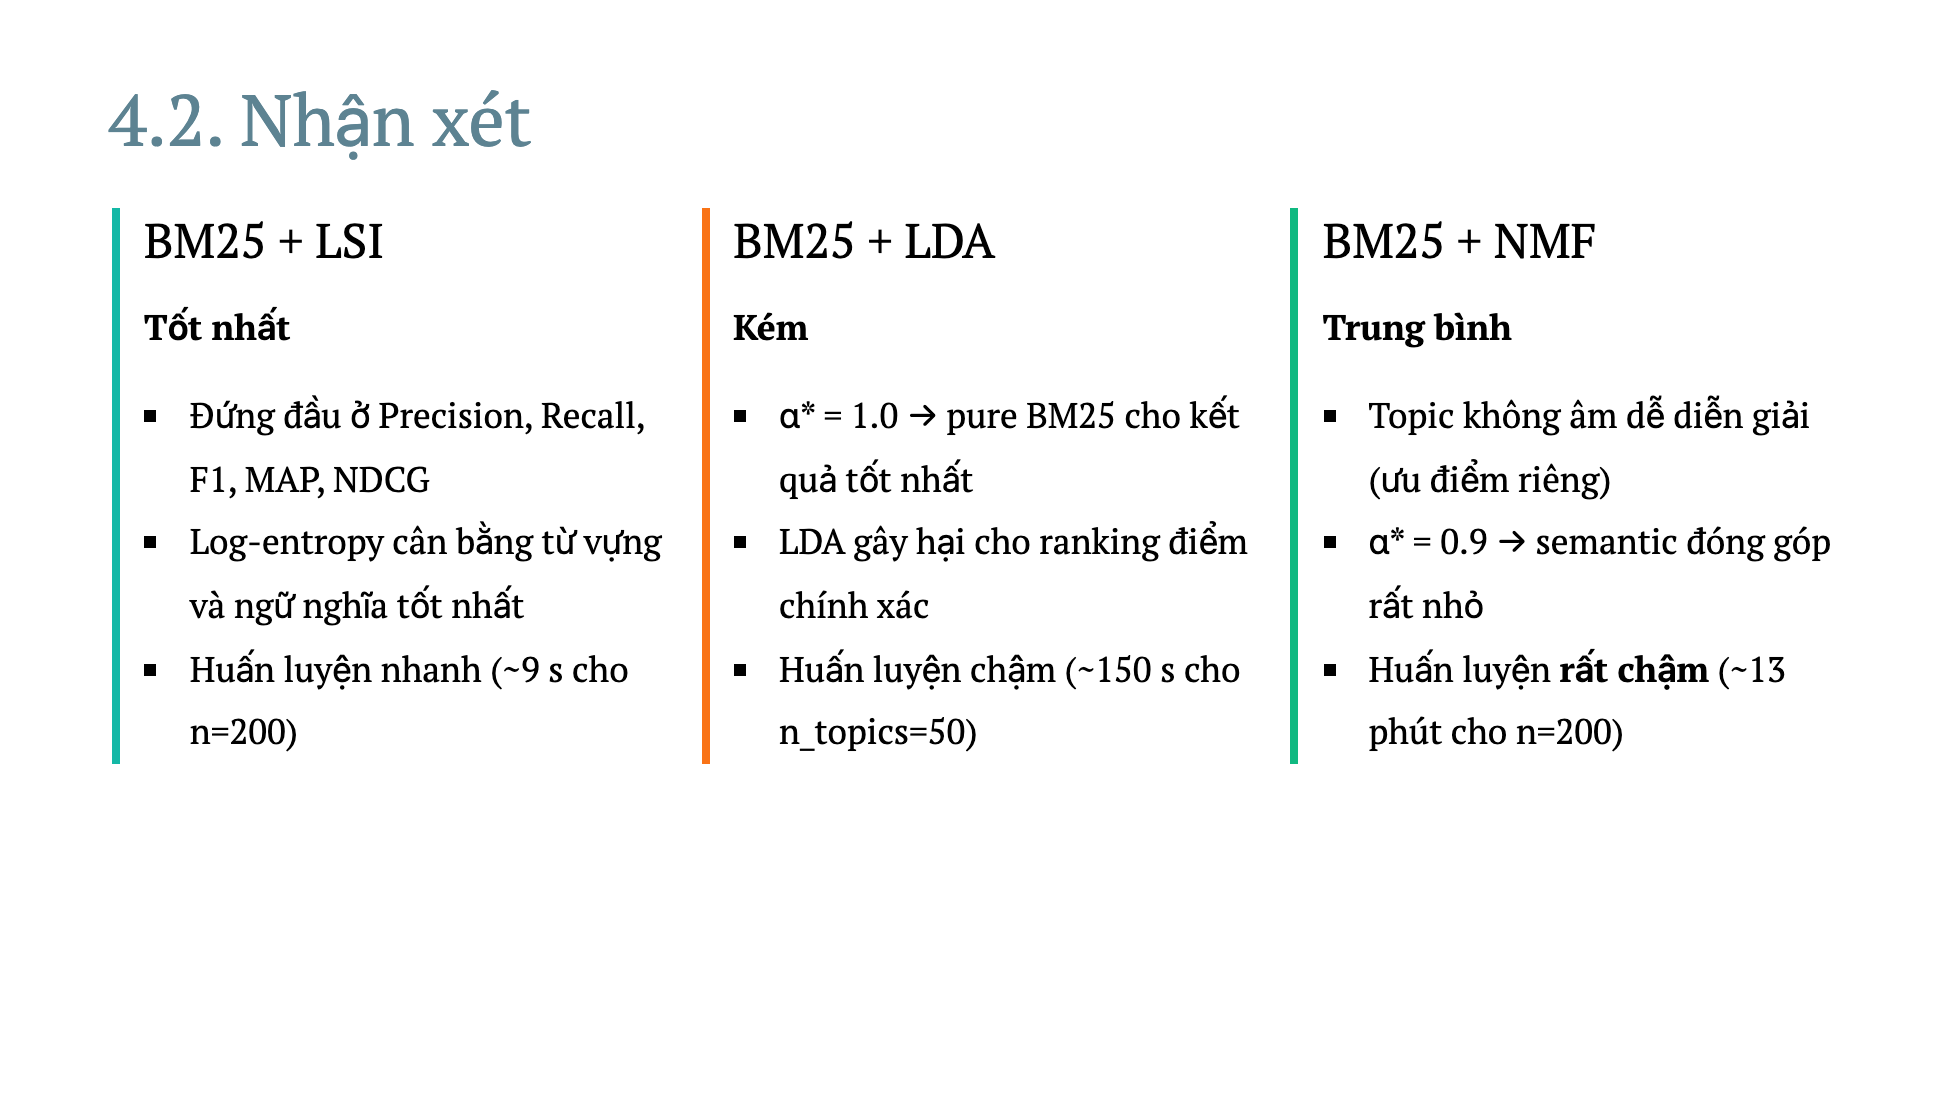 4.2. Nhận xét
BM25 + LSI
Tốt nhất
▪ Đứng đầu ở Precision, Recall,
F1, MAP, NDCG
▪ Log-entropy cân bằng từ vựng
và ngữ nghĩa tốt nhất
▪ Huấn luyện nhanh (~9 s cho
n=200)
BM25 + LDA
Kém
▪ α* = 1.0 → pure BM25 cho kết
quả tốt nhất
▪ LDA gây hại cho ranking điểm
chính xác
▪ Huấn luyện chậm (~150 s cho
n_topics=50)
BM25 + NMF
Trung bình
▪ Topic không âm dễ diễn giải
(ưu điểm riêng)
▪ α* = 0.9 → semantic đóng góp
rất nhỏ
▪ Huấn luyện rất chậm (~13
phút cho n=200)